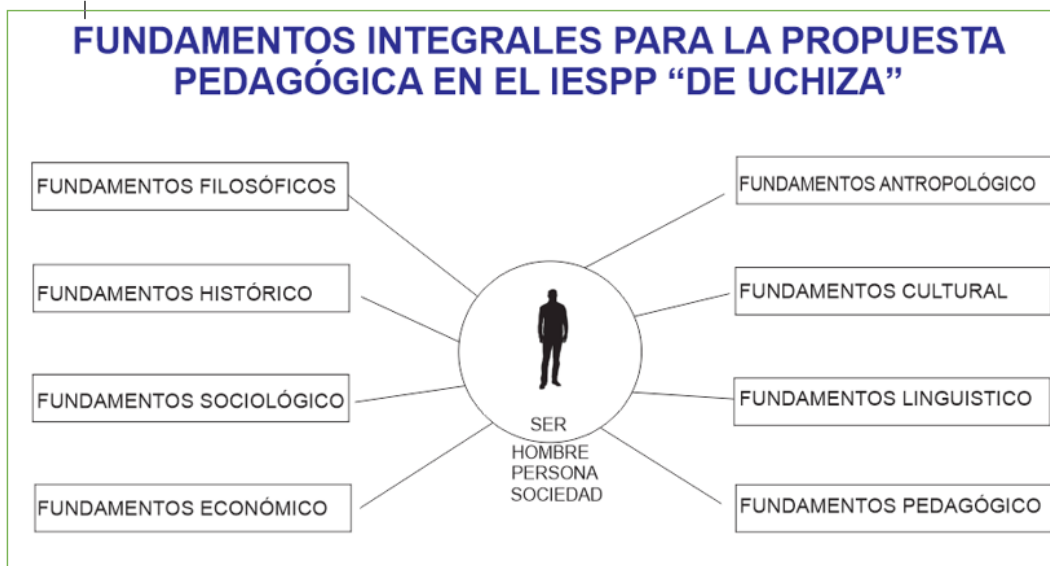 FUNDAMENTOS INTEGRALES PARA LA PROPUESTA
PEDAGÓGICA EN EL IESPP “DE UCHIZA”
FUNDAMENTOS FILOSÓFICOS
FUNDAMENTOS HISTÓRICO
FUNDAMENTOS SOCIOLÓGICO
FUNDAMENTOS ECONÓMICO
SER
HOMBRE
PERSONA
SOCIEDAD
FUNDAMENTOS ANTROPOLÓGICO
FUNDAMENTOS CULTURAL
FUNDAMENTOS LINGUISTICO
FUNDAMENTOS PEDAGÓGICO